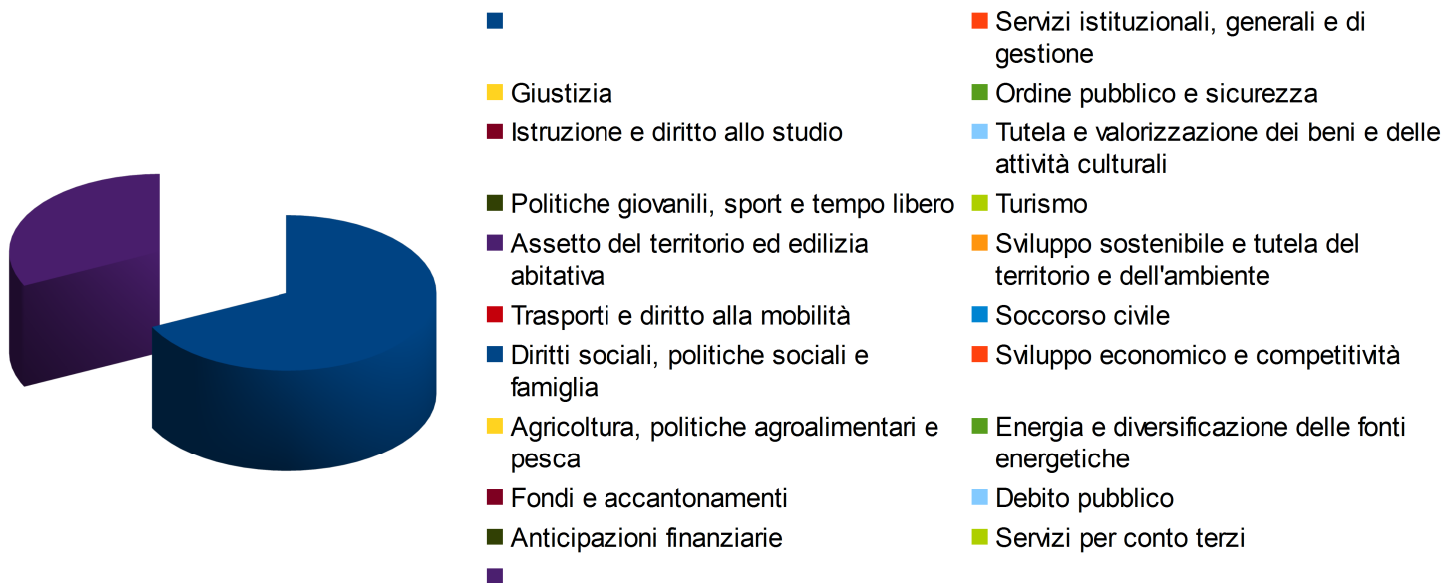 Servizi istituzionali, generali e di
gestione
Giustizia
Ordine pubblico e sicurezza
Istruzione e diritto allo studio
Tutela e valorizzazione dei beni e delle
attività culturali
Politiche giovanili, sport e tempo libero
Turismo
Assetto del territorio ed edilizia
abitativa
Sviluppo sostenibile e tutela del
territorio e dell'ambiente
Trasporti e diritto alla mobilità
Soccorso civile
Diritti sociali, politiche sociali e
famiglia
Sviluppo economico e competitività
Agricoltura, politiche agroalimentari e
pesca
Energia e diversificazione delle fonti
energetiche
Fondi e accantonamenti
Debito pubblico
Anticipazioni finanziarie
Servizi per conto terzi